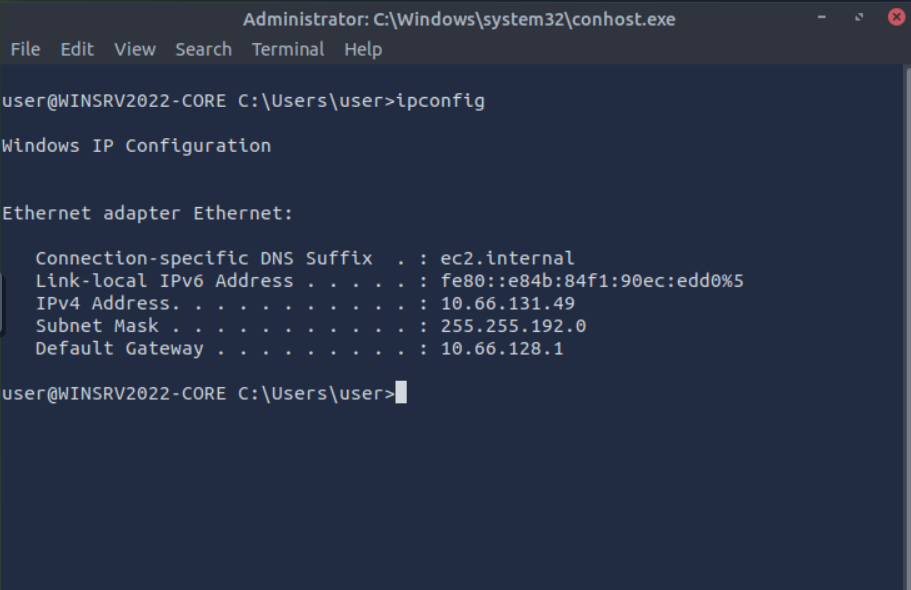 Administrator: C:\Windows\system32\conhost.exe
File Edit View Search Terminal Help
user@WINSRV2022-CORE C:\Users\user>ipconfig
Windows IP Configuration
Ethernet adapter Ethernet:
   Connection-specific DNS Suffix  . : ec2.internal
   Link-local IPv6 Address . . . . . : fe80::e84b:84f1:90ec:edd0%5
   IPv4 Address. . . . . . . . . . . : 10.66.131.49
   Subnet Mask . . . . . . . . . . . : 255.255.192.0
   Default Gateway . . . . . . . . . : 10.66.128.1
user@WINSRV2022-CORE C:\Users\user>